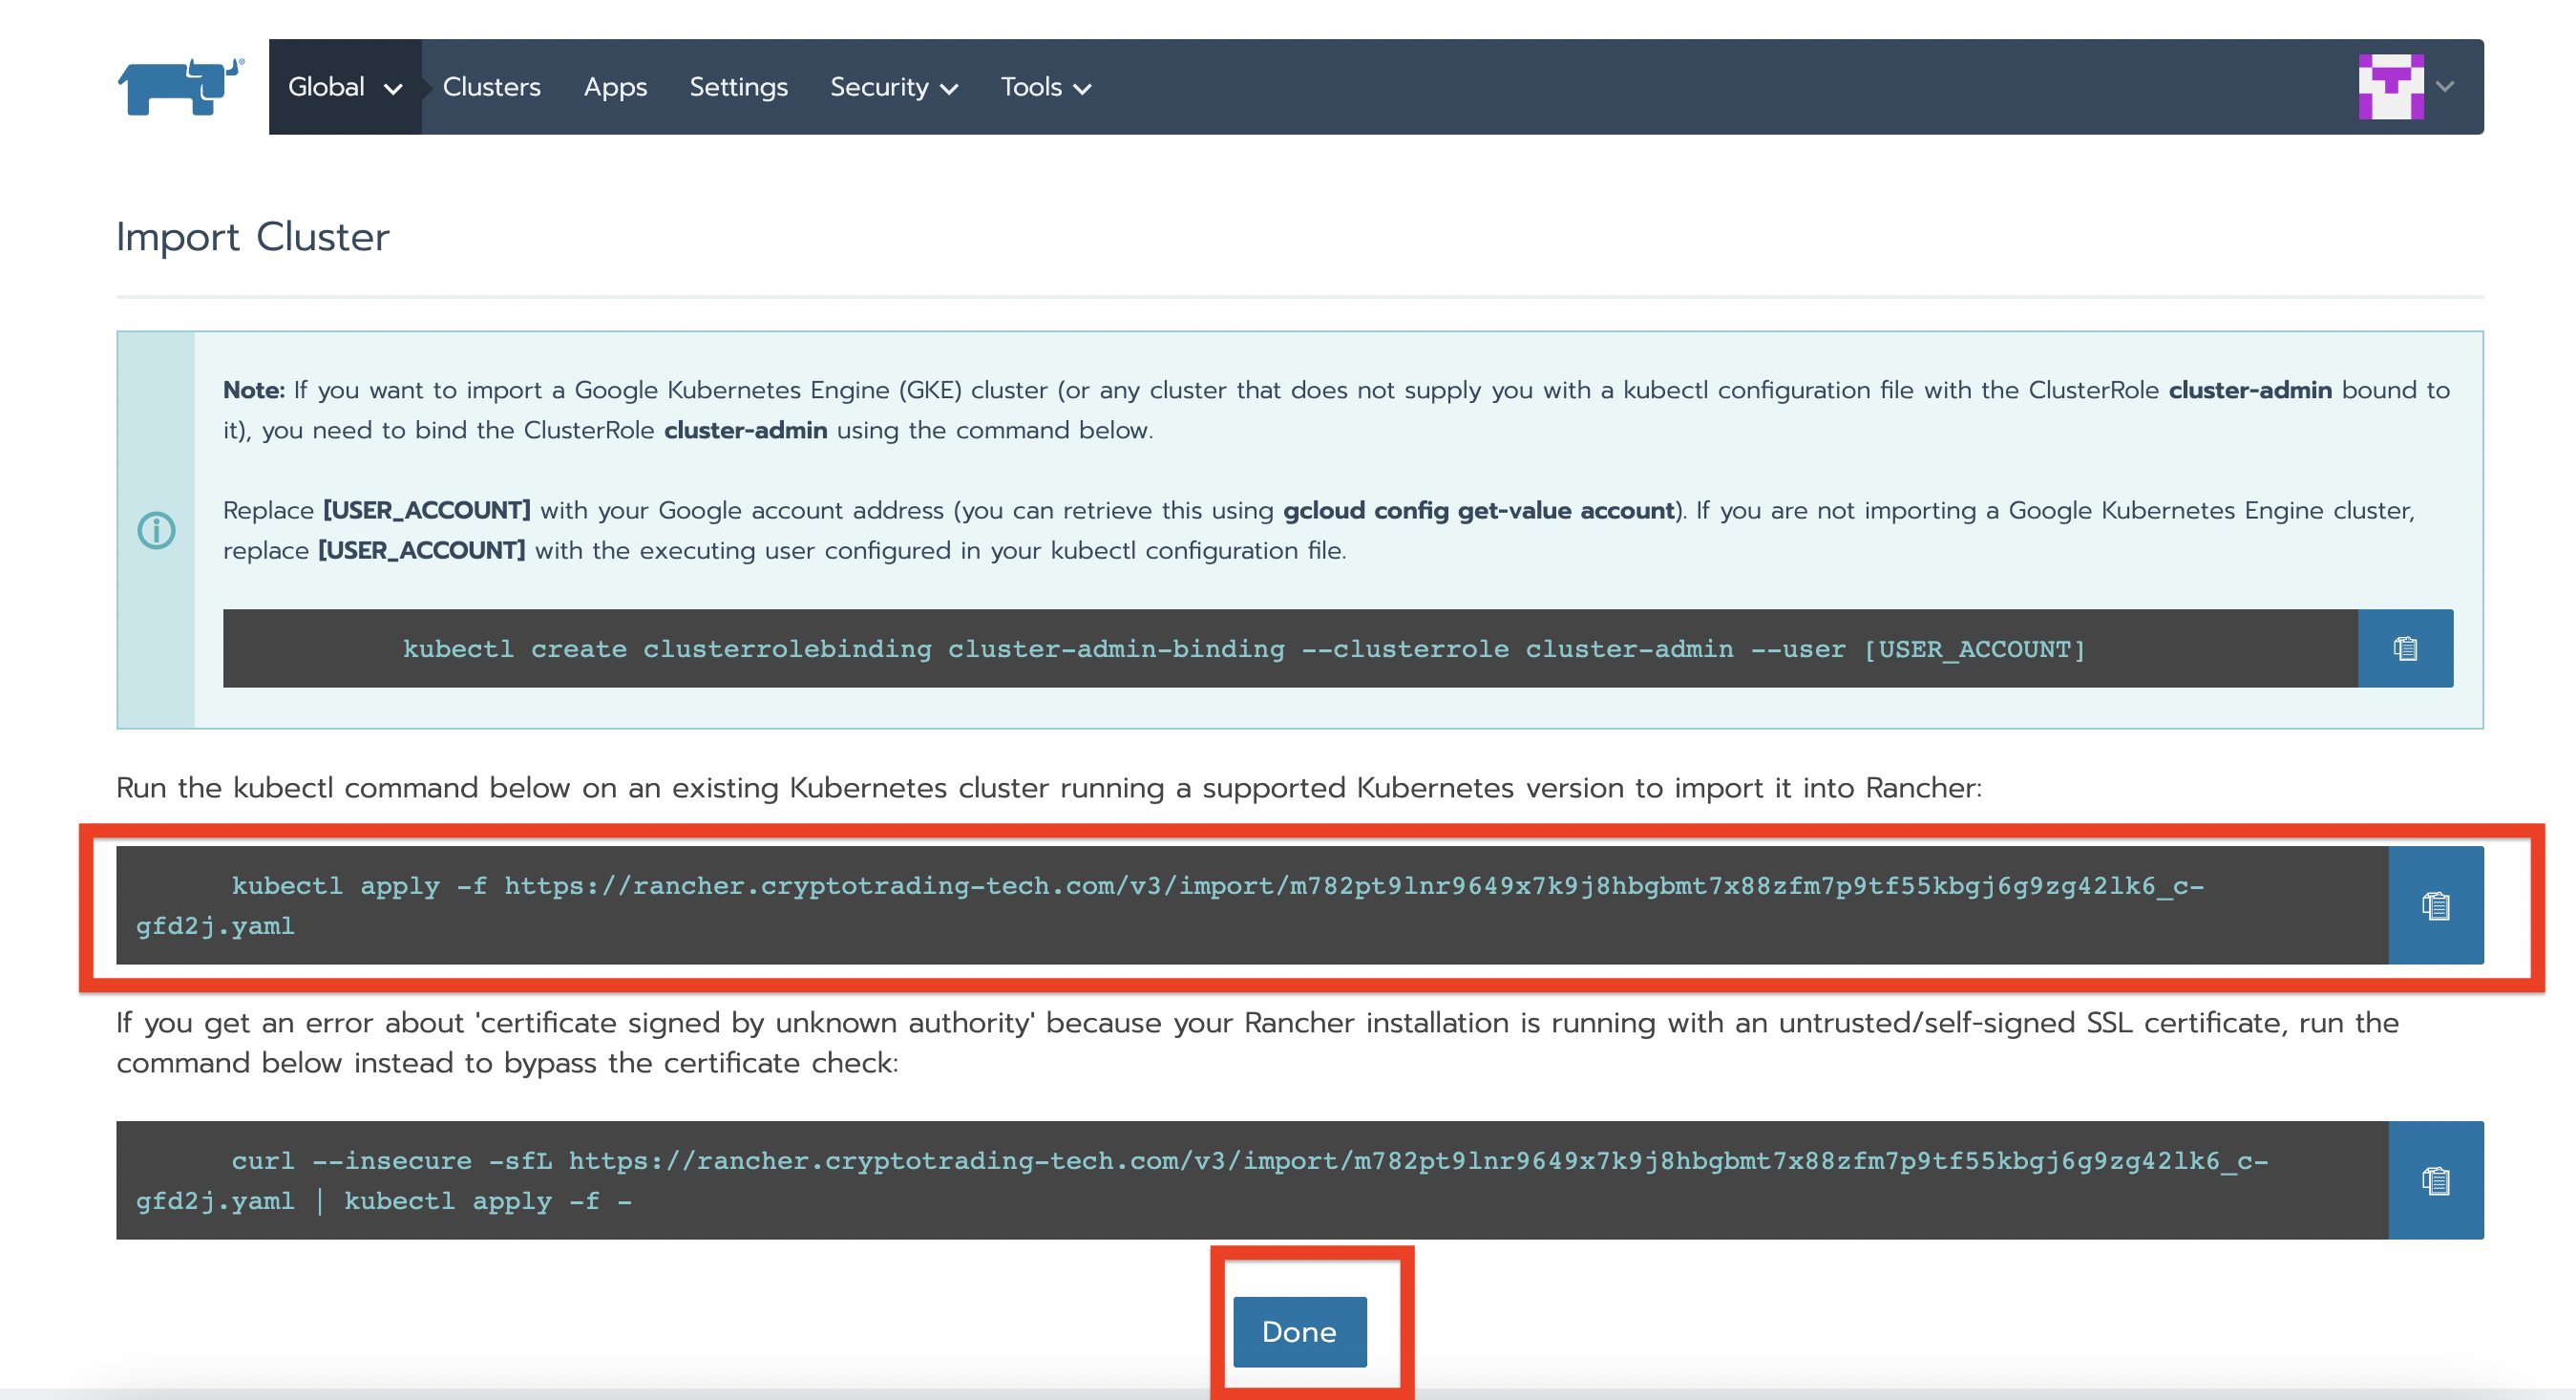 Global Clusters Apps Settings Security Tools
Import Cluster
Note: If you want to import a Google Kubernetes Engine (GKE) cluster (or any cluster that does not supply you with a kubectl configuration file with the ClusterRole cluster-admin bound to
it), you need to bind the ClusterRole cluster-admin using the command below.
Replace [USER_ACCOUNT] with your Google account address (you can retrieve this using gcloud config get-value account). If you are not importing a Google Kubernetes Engine cluster,
replace [USER_ACCOUNT] with the executing user configured in your kubectl configuration file.
kubectl create clusterrolebinding cluster-admin-binding --clusterrole cluster-admin --user [USER_ACCOUNT]
Run the kubectl command below on an existing Kubernetes cluster running a supported Kubernetes version to import it into Rancher:
kubectl apply -f https://rancher.cryptotrading-tech.com/v3/import/m782pt9lnr9649x7k9j8hbgbmt7x88zfm7p9tf55kbgj6g9zg42lk6_c-
gfd2j.yaml
If you get an error about 'certificate signed by unknown authority' because your Rancher installation is running with an untrusted/self-signed SSL certificate, run the
command below instead to bypass the certificate check:
curl --insecure -sfL https://rancher.cryptotrading-tech.com/v3/import/m782pt9lnr9649x7k9j8hbgbmt7x88zfm7p9tf55kbgj6g9zg42lk6_c-
gfd2j.yaml | kubectl apply -f -
Done